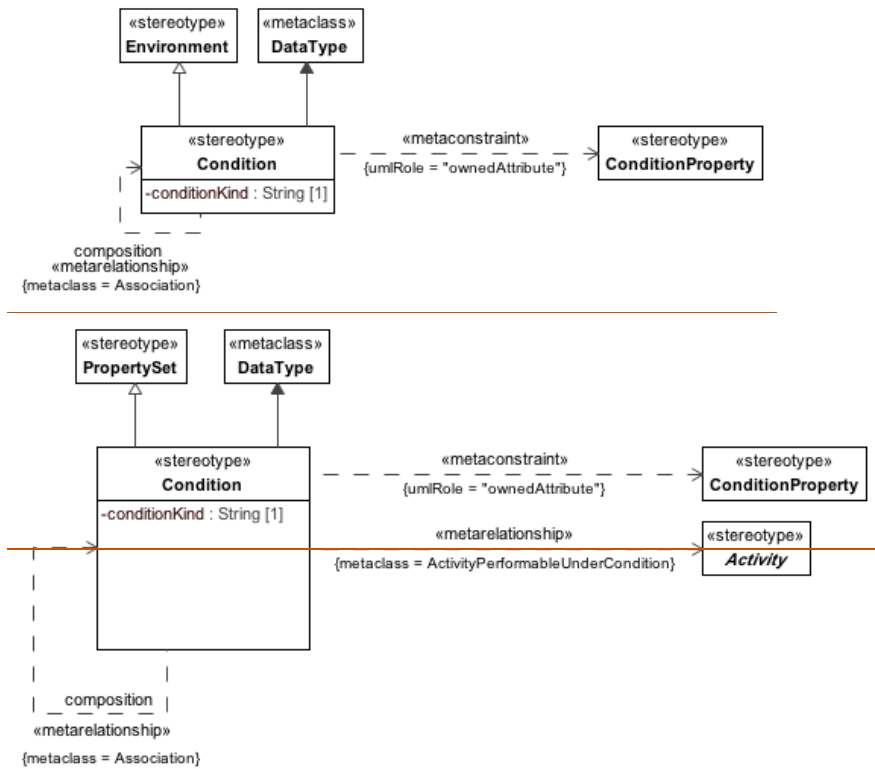 «stereotype»
Environment
«metaclass»
DataType
«stereotype»
Condition
-conditionKind : String [1]
«metaconstraint»
{umlRole = "ownedAttribute"}
«stereotype»
ConditionProperty
composition
«metarelationship»
{metaclass = Association}
«stereotype»
PropertySet
«metaclass»
DataType
«stereotype»
Condition
-conditionKind : String [1]
«metaconstraint»
{umlRole = "ownedAttribute"}
«stereotype»
ConditionProperty
«metarelationship»
{metaclass = ActivityPerformableUnderCondition}
«stereotype»
Activity
composition
«metarelationship»
{metaclass = Association}